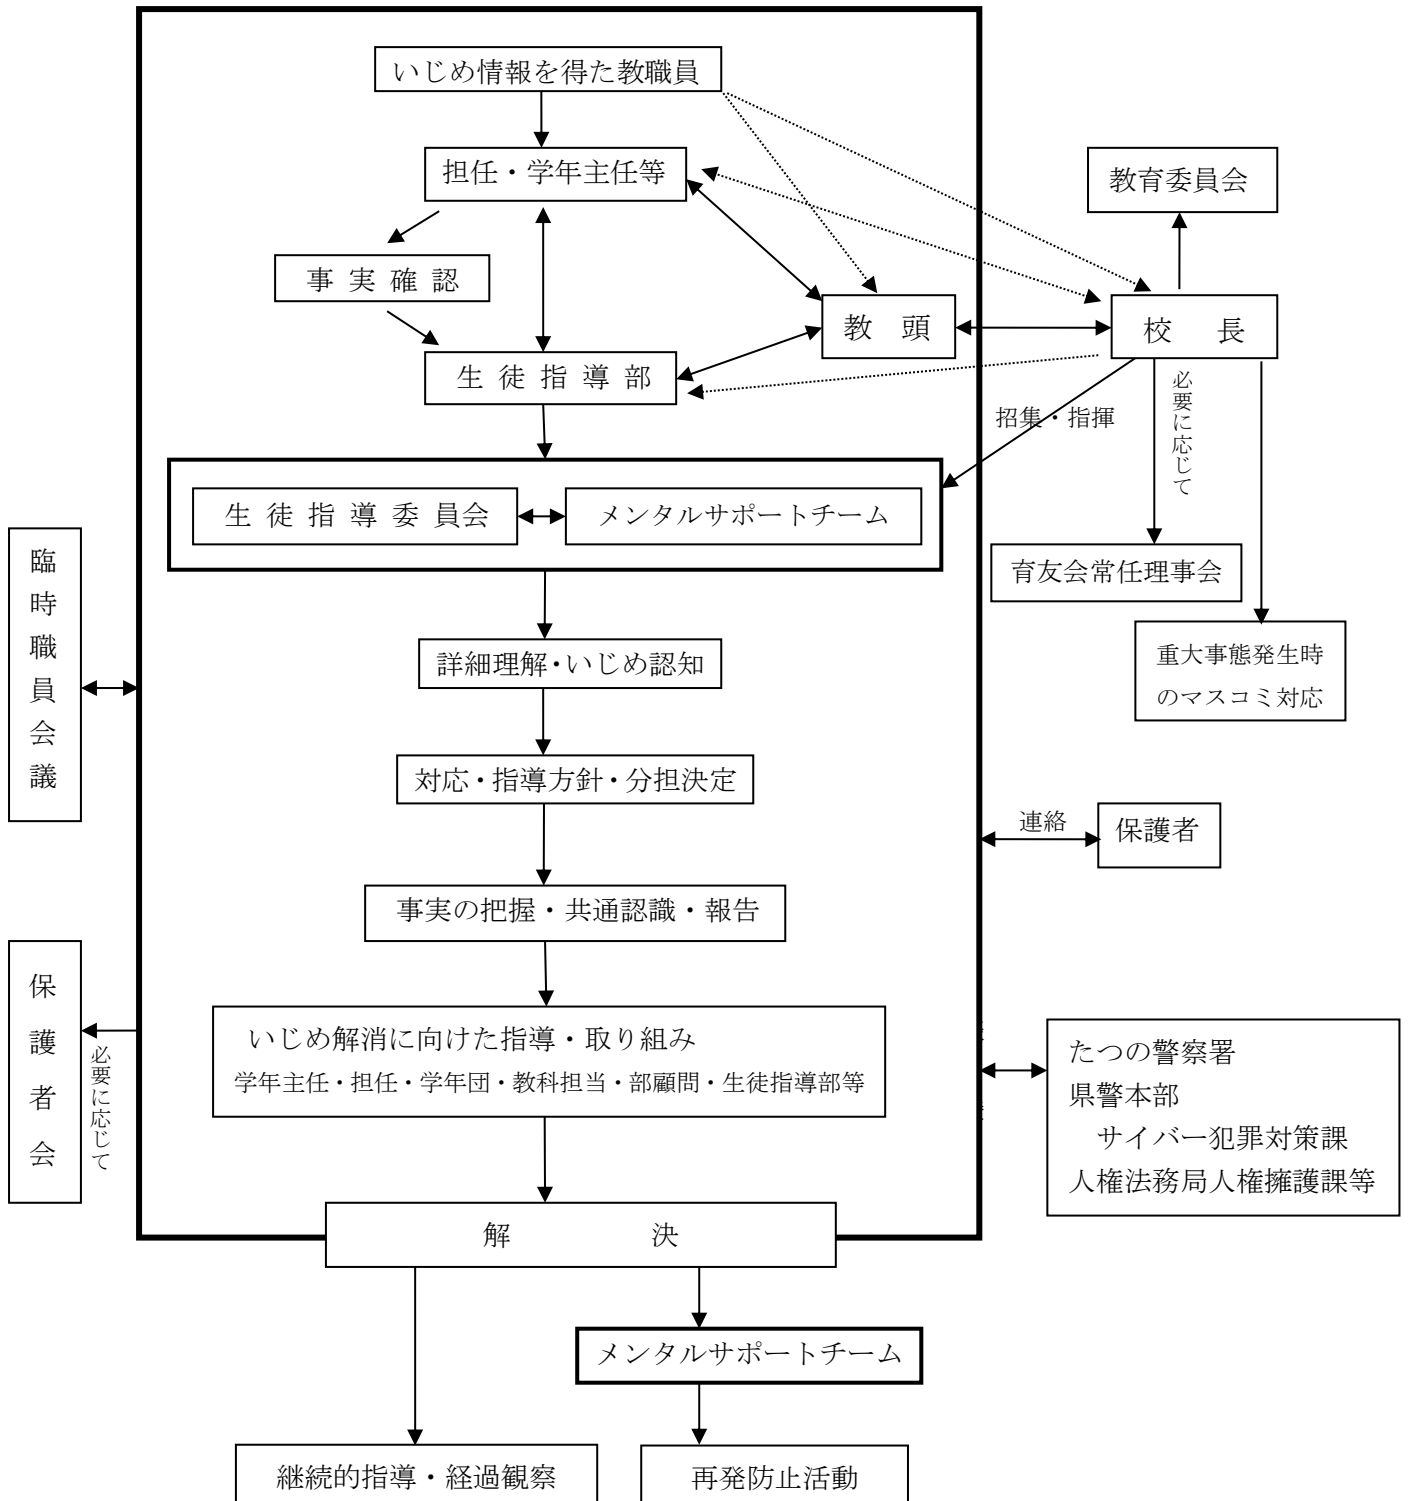 いじめ情報を得た教職員
担任・学年主任等
教育委員会
事 実 確 認
教 頭
校 長
生 徒 指 導 部
必要に応じて
招集・指揮
生 徒 指 導 委 員会
メンタルサポートチーム
臨時職員会議
育友会常任理事会
詳細理解・いじめ認知
重大事態発生時
のマスコミ対応
対応・指導方針・分担決定
連絡
保護者
事実の把握・共通認識・報告
保護者会
必要に応じて
いじめ解消に向けた指導・取り組み
学年主任・担任・学年団・教科担当・部顧問・生徒指導部等
たつの警察署
県警本部
サイバー犯罪対策課
人権法務局人権擁護課等
解 決
メンタルサポートチーム
継続的指導・経過観察
再発防止活動